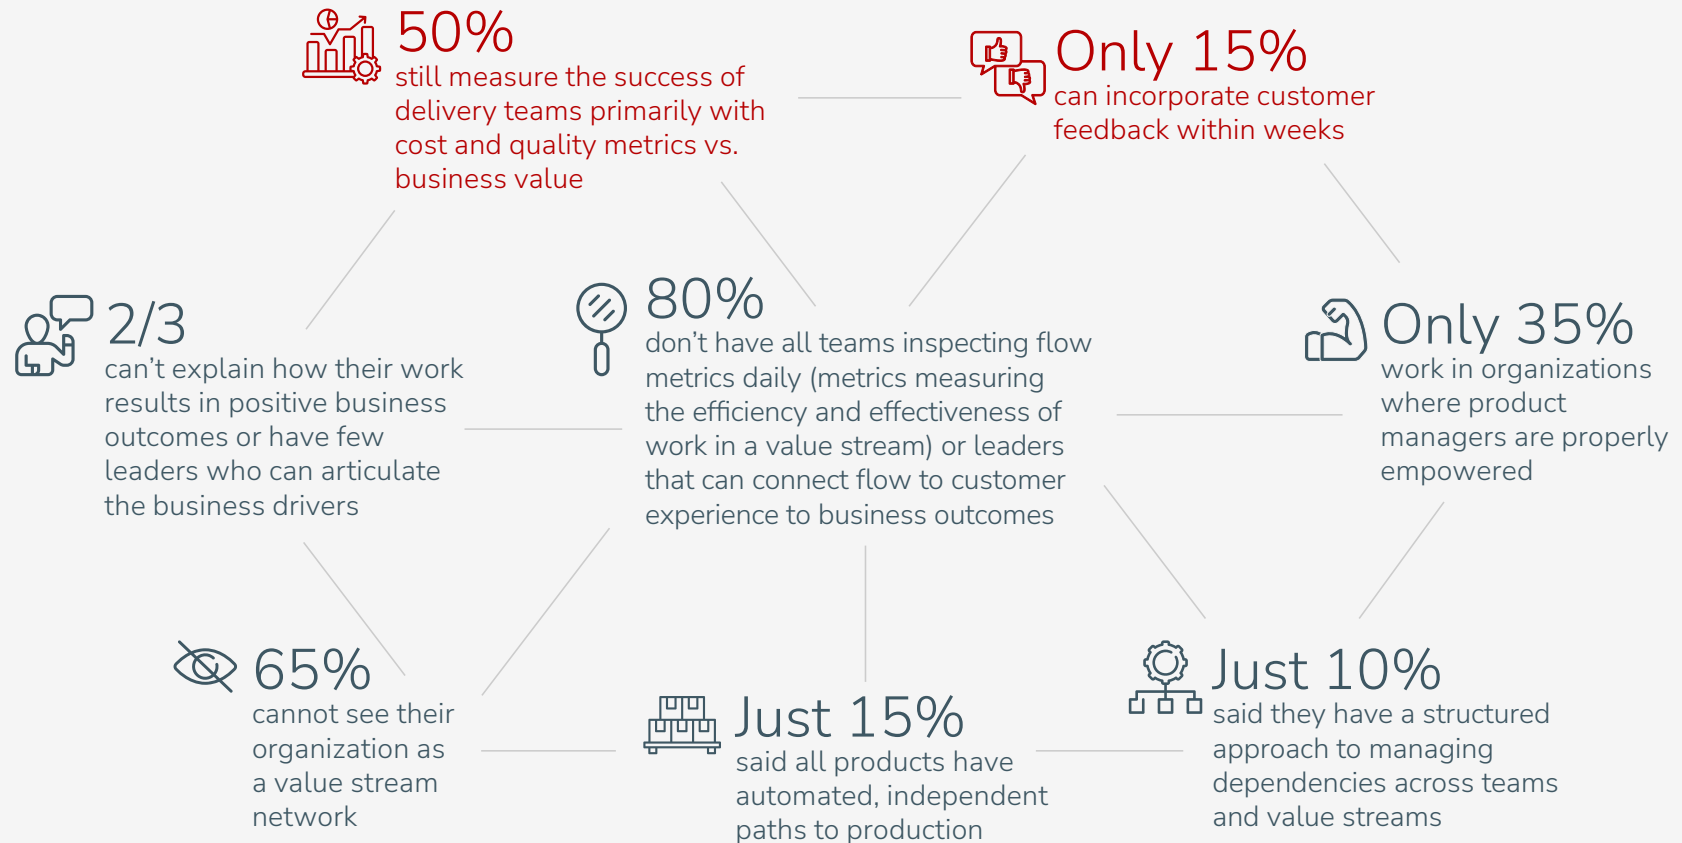 50%
still measure the success of
delivery teams primarily with
cost and quality metrics vs.
business value
Only 15%
can incorporate customer
feedback within weeks
2/3
can't explain how their work
results in positive business
outcomes or have few
leaders who can articulate
the business drivers
80%
don't have all teams inspecting flow
metrics daily (metrics measuring
the efficiency and effectiveness of
work in a value stream) or leaders
that can connect flow to customer
experience to business outcomes
Only 35%
work in organizations
where product
managers are properly
empowered
65%
cannot see their
organization as
a value stream
network
Just 15%
said all products have
automated, independent
paths to production
Just 10%
said they have a structured
approach to managing
dependencies across teams
and value streams